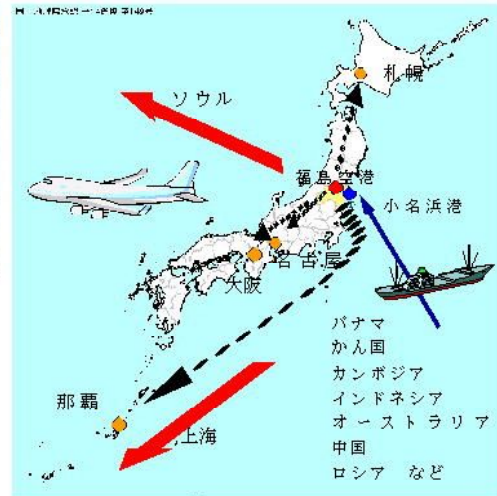 札幌
ソウル
福島空港
小名浜港
名古屋
大阪
パナマ
かん国
カンボジア
インドネシア
オーストラリア
中国
ロシア など
那覇
上海